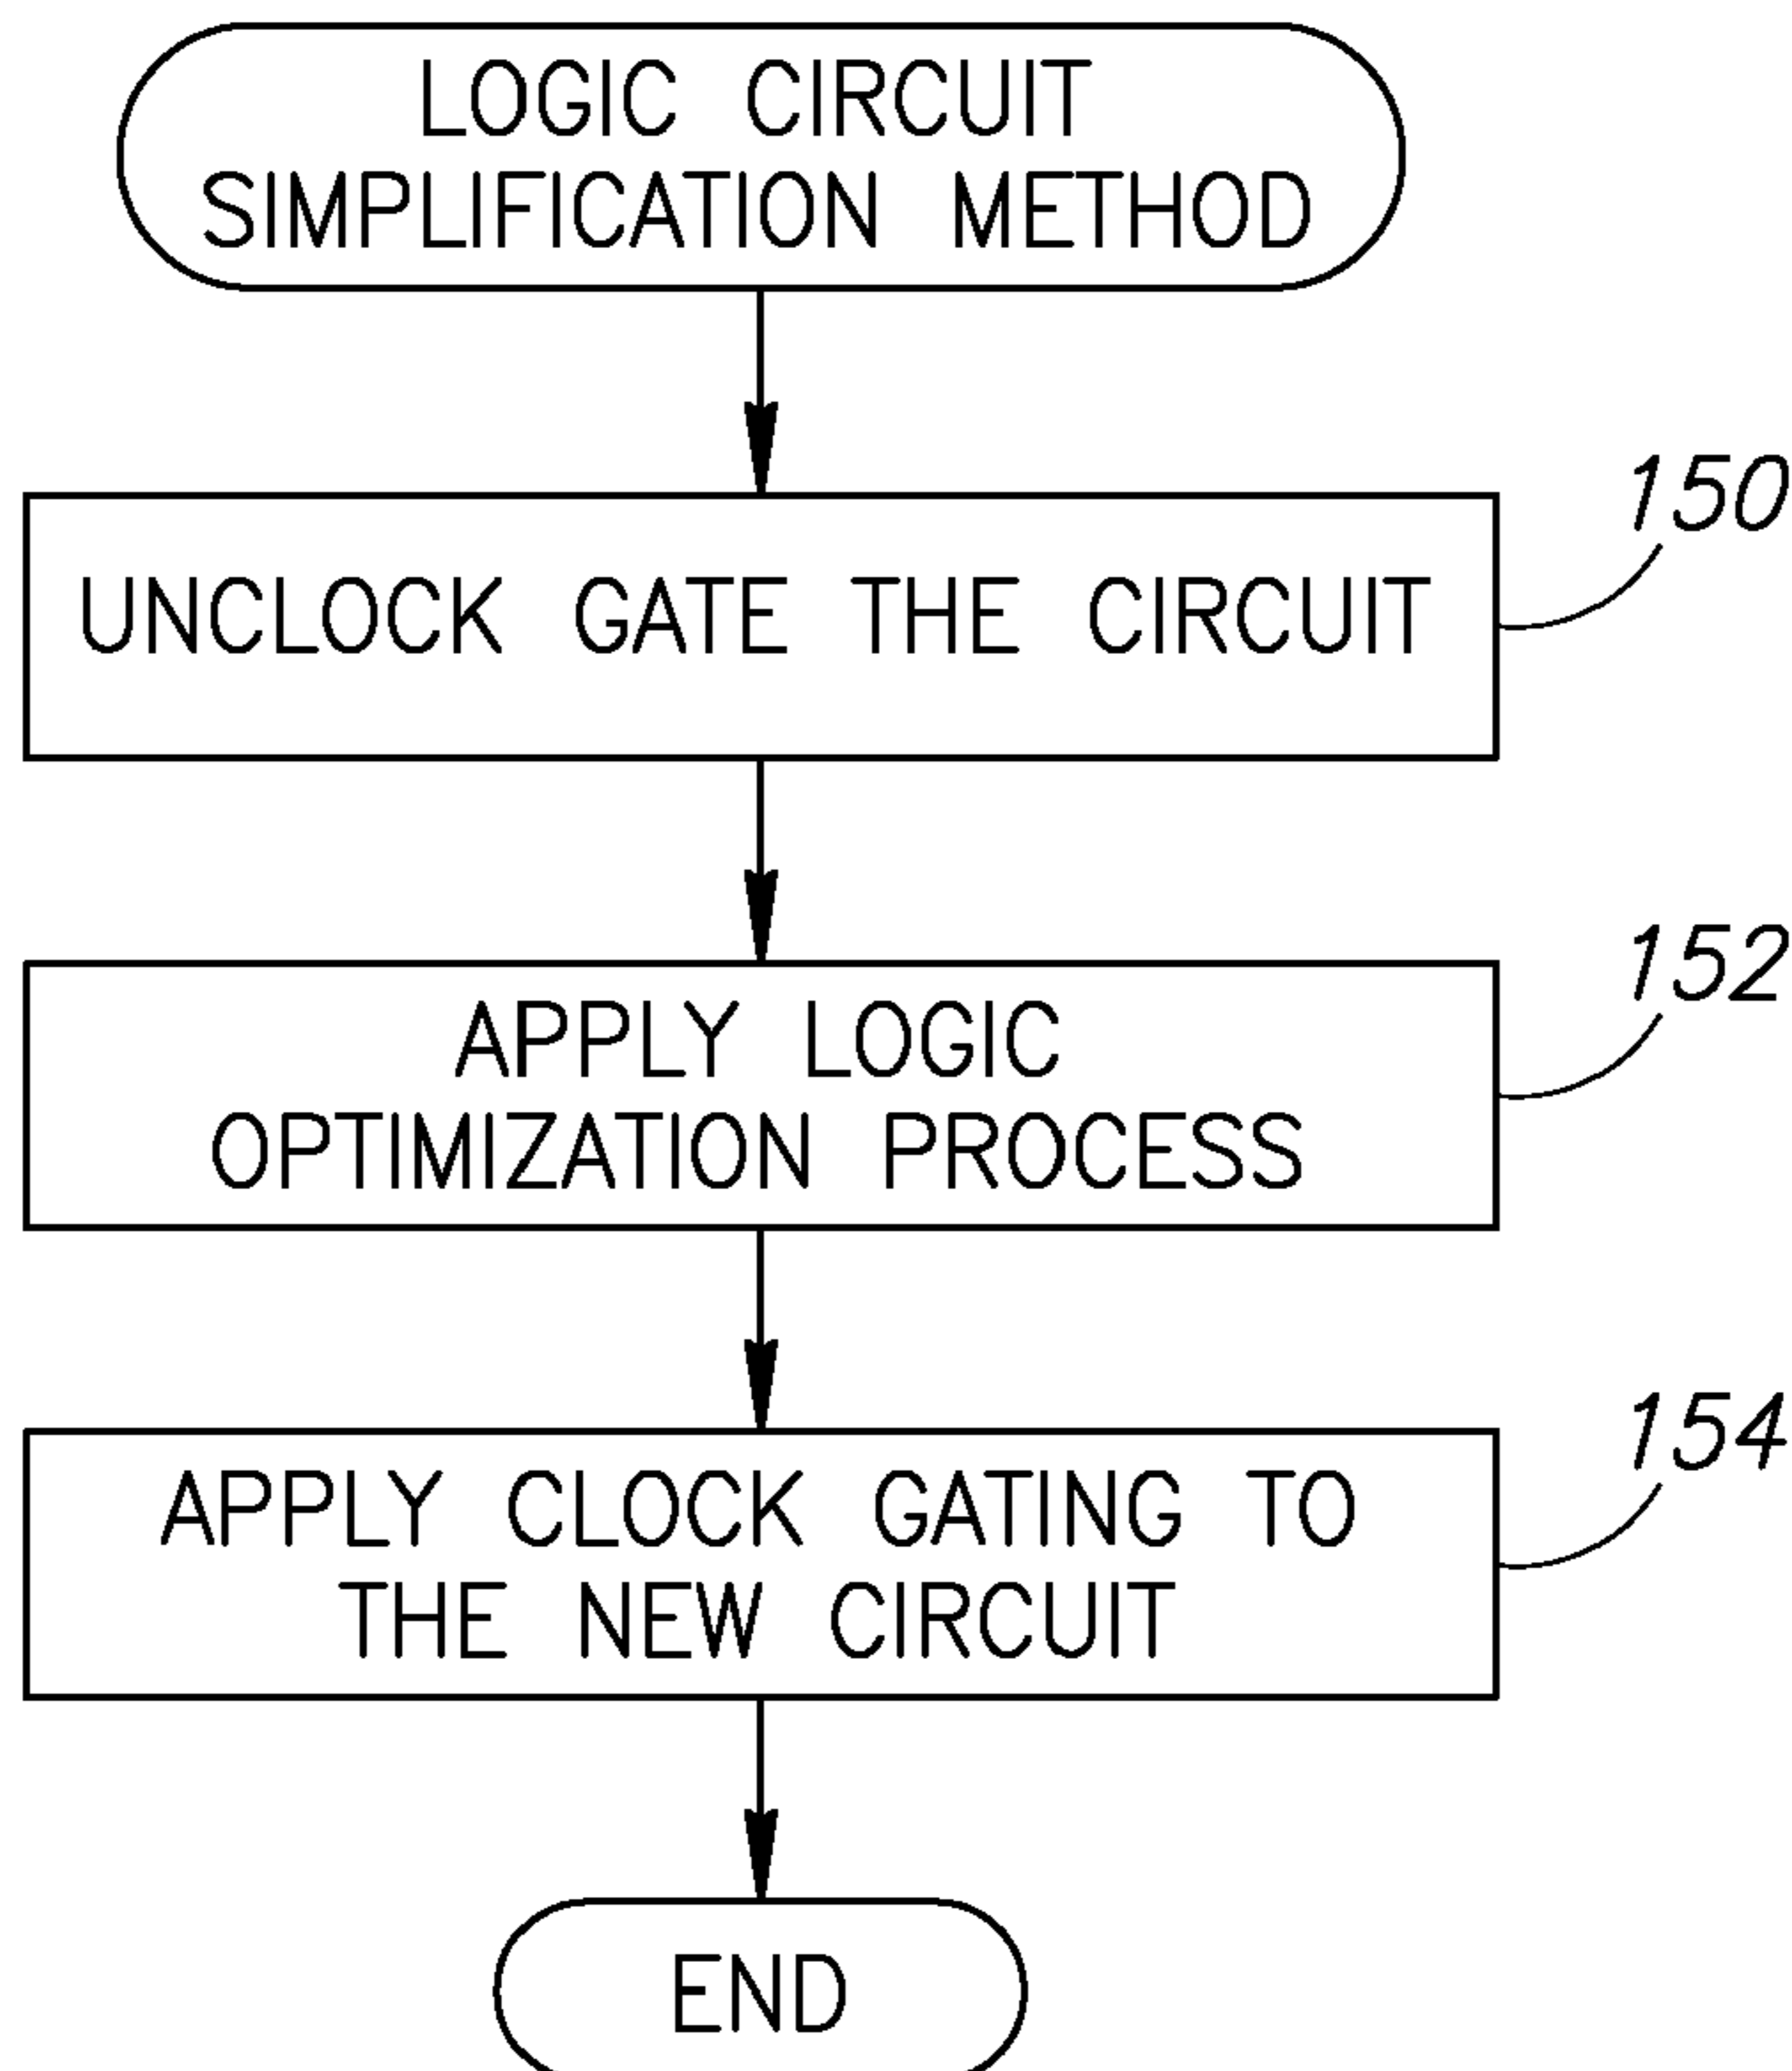 LOGIC CIRCUIT
SIMPLIFICATION METHOD
150
UNCLOCK GATE THE CIRCUIT
152
APPLY LOGIC
OPTIMIZATION PROCESS
154
APPLY CLOCK GATING TO
THE NEW CIRCUIT
END